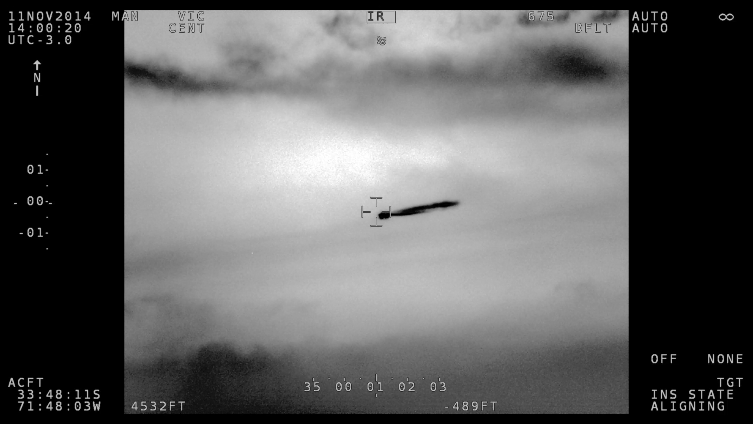 11NOV2014 MAN VIC IR 675 AUTO ∞
14:00:20 CENT BFLT AUTO
UTC-3.0
N
01
- 00-
-01
35 00 01 02 03
OFF NONE
ACFT TGT
33:48:11S INS STATE
71:48:03W 4532FT -489FT ALIGNING